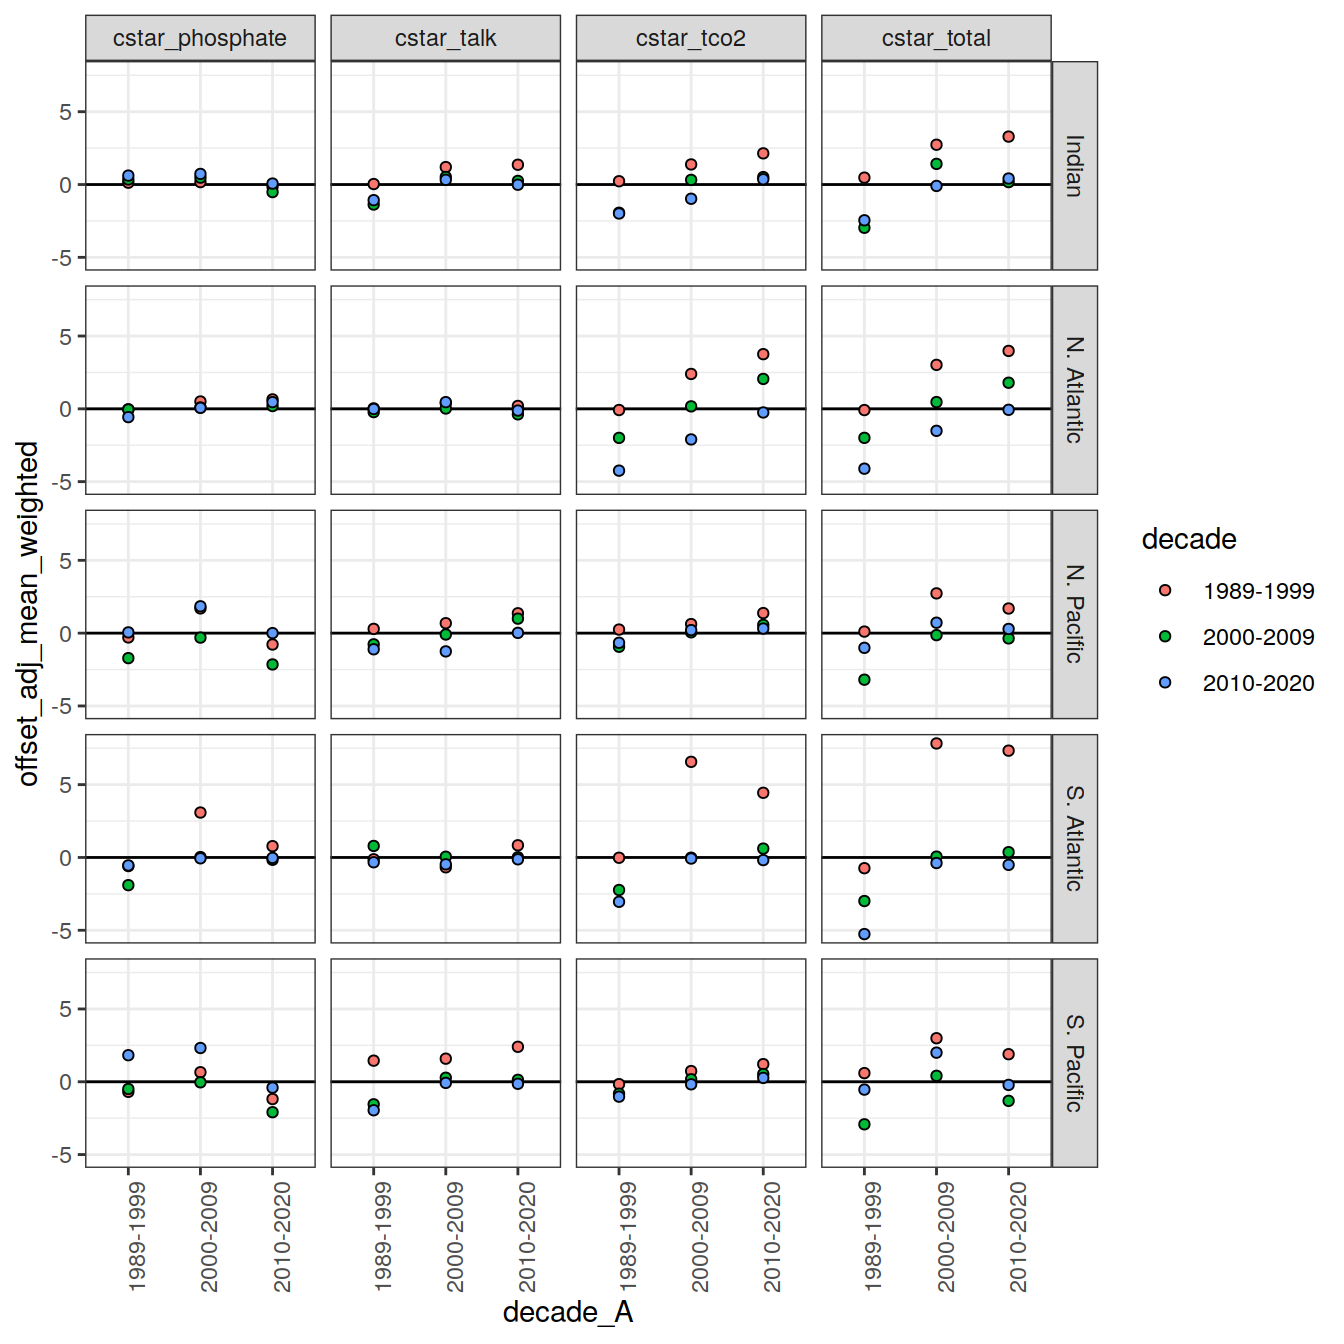 cstar_phosphate
cstar_talk
cstar_tco2
cstar_total
5
0
-5
Indian
5
0
-5
N. Atlantic
5
0
-5
N. Pacific
5
0
-5
S. Atlantic
5
0
-5
S. Pacific
offset_adj_mean_weighted
1989-1999
2000-2009
2010-2020
1989-1999
2000-2009
2010-2020
1989-1999
2000-2009
2010-2020
1989-1999
2000-2009
2010-2020
decade_A
decade
1989-1999
2000-2009
2010-2020